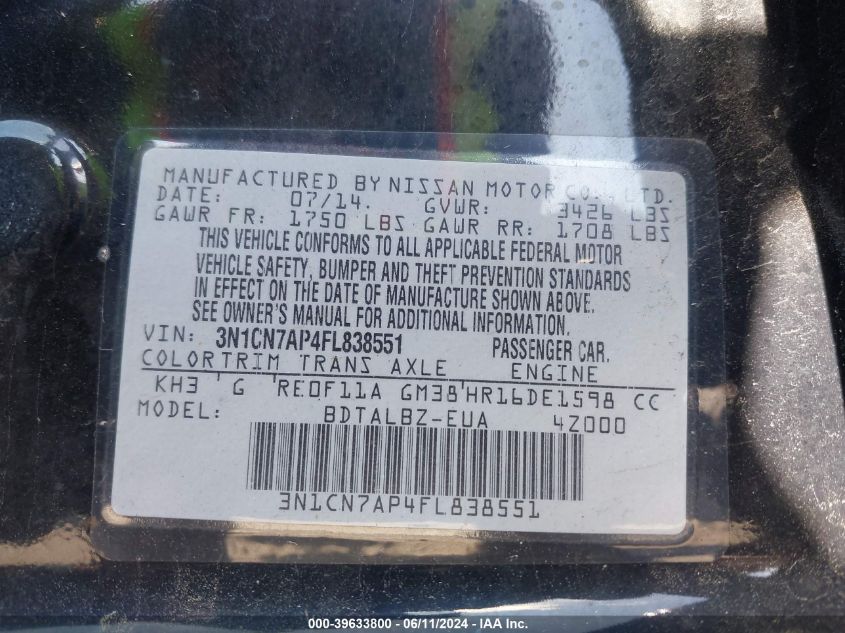 MANUFACTURED BY NISSAN MOTOR CO., LTD.
DATE: 07/14 GVWR: 3426 LBS
GAWR FR: 1750 LBS GAWR RR: 1708 LBS
THIS VEHICLE CONFORMS TO ALL APPLICABLE FEDERAL MOTOR
VEHICLE SAFETY, BUMPER AND THEFT PREVENTION STANDARDS
IN EFFECT ON THE DATE OF MANUFACTURE SHOWN ABOVE.
SEE OWNER'S MANUAL FOR ADDITIONAL INFORMATION.
VIN: 3N1CN7AP4FL838551 PASSENGER CAR.
COLORTRIM TRANS AXLE ENGINE
KH3 ' G 'RE0F11A GM38'HR16DE1598 CC
MODEL: BDTALBZ-EUA 4Z000
3N1CN7AP4FL838551
000-39633800 - 06/11/2024 - IAA Inc.